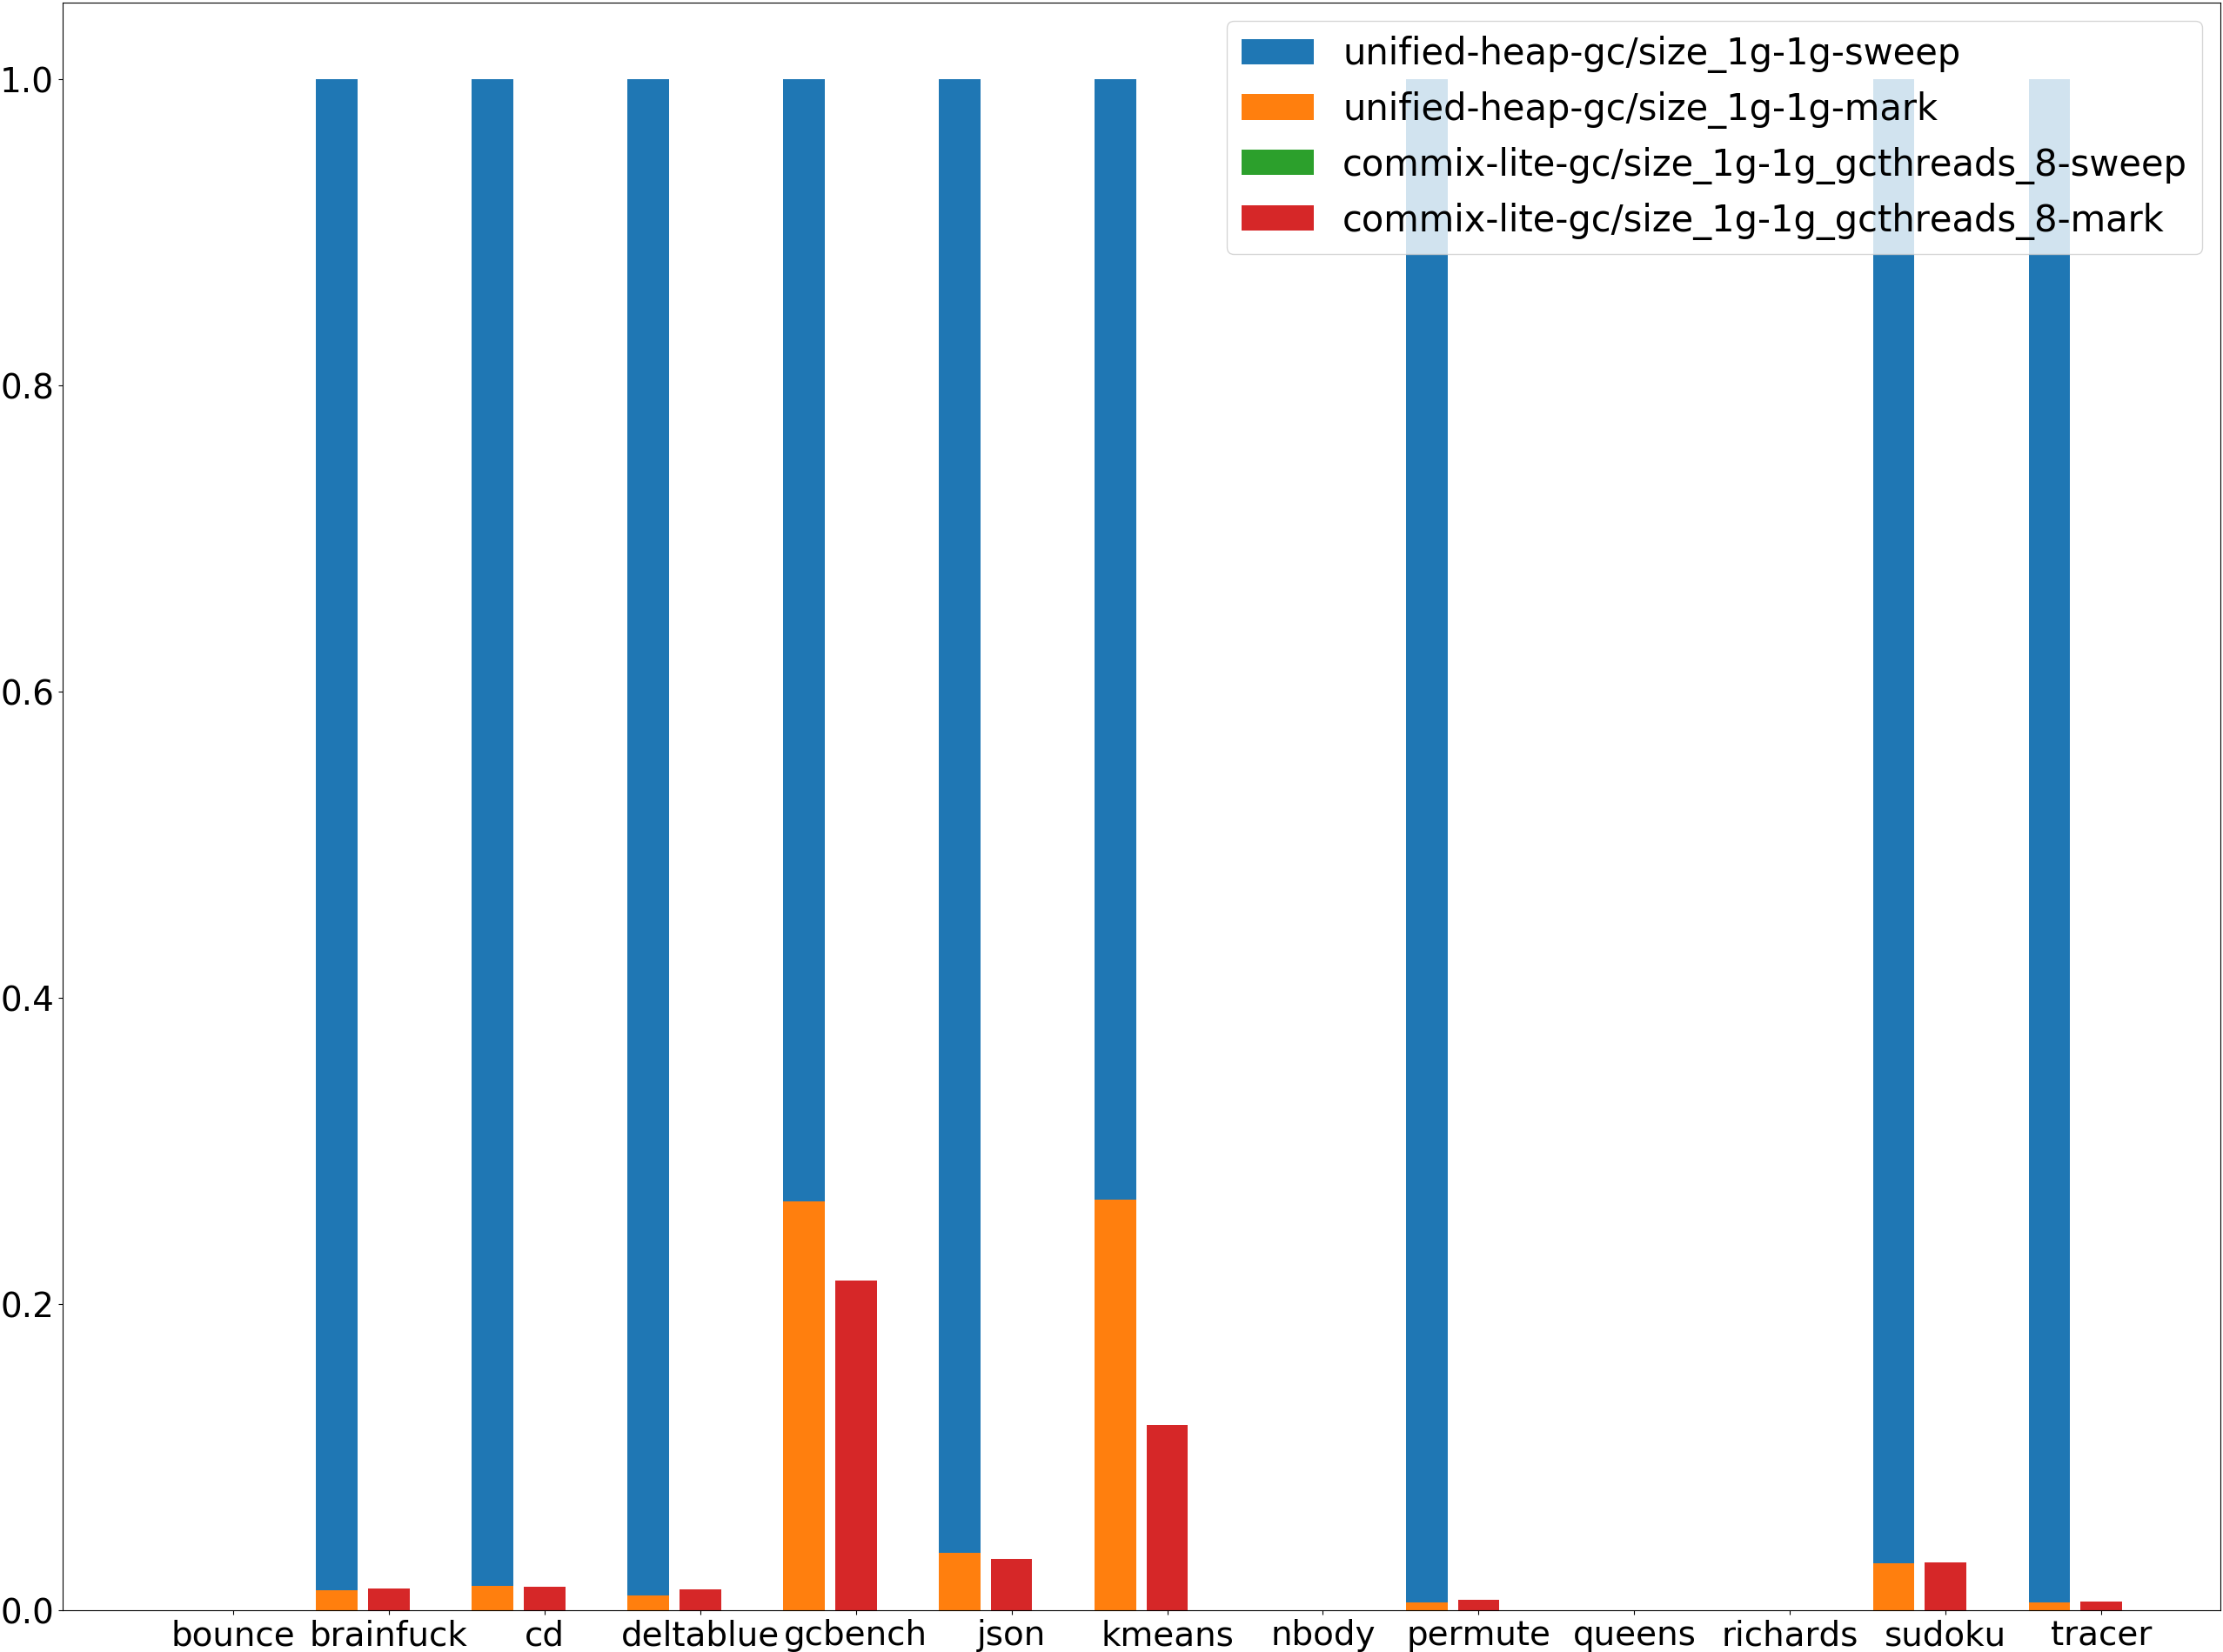 unified-heap-gc/size_1g-1g-sweep
unified-heap-gc/size_1g-1g-mark
commix-lite-gc/size_1g-1g_gcthreads_8-sweep
commix-lite-gc/size_1g-1g_gcthreads_8-mark
1.0
0.8
0.6
0.4
0.2
0.0
bounce brainfuck cd deltablue gcbench json kmeans nbody permute queens richards sudoku tracer